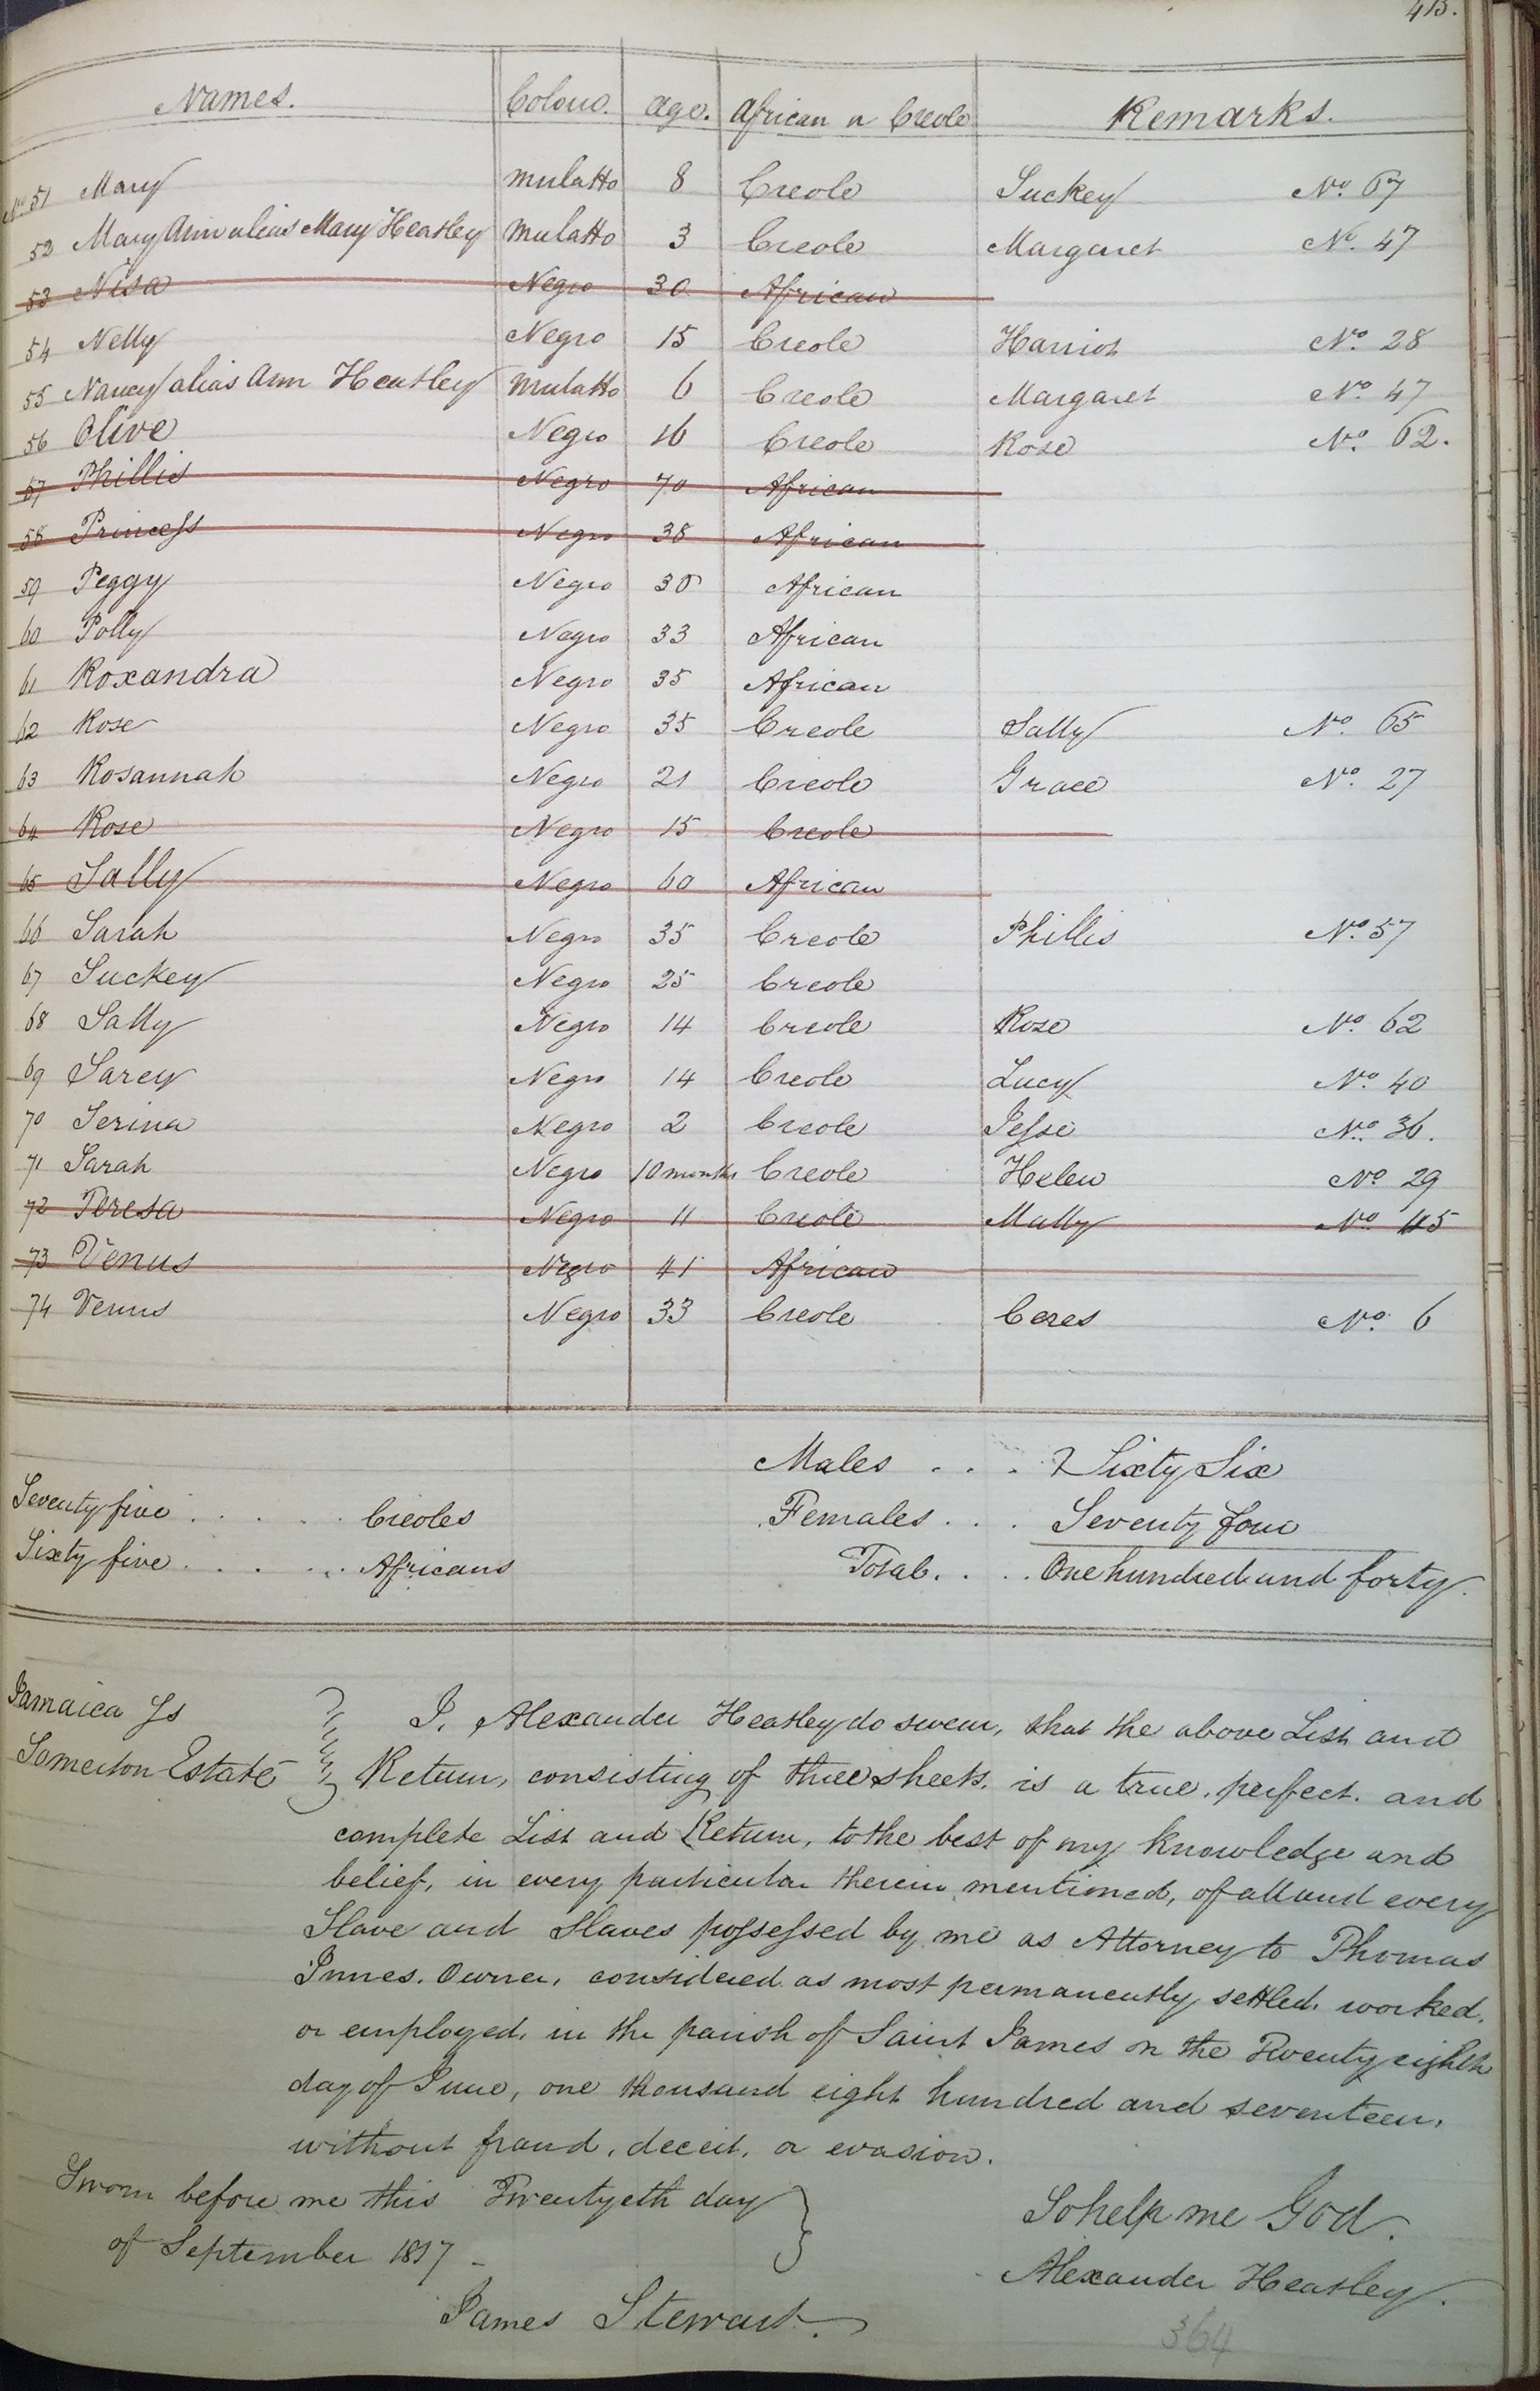 413.
Names. Colour. Age. African or Creole Remarks.
No. 51 Mary Mulatto 8 Creole Suckey No. 67
52 Mary Ann alias Mary Heatley Mulatto 3 Creole Margaret No. 47
53 Nisa Negro 30 African
54 Nelly Negro 15 Creole Harriot No. 28
55 Nancy alias Ann Heatley Mulatto 6 Creole Margaret No. 47
56 Olive Negro 16 Creole Rose No. 62.
57 Phillis Negro 70 African
58 Princess Negro 38 African
59 Peggy Negro 30 African
60 Polly Negro 33 African
61 Roxandra Negro 35 African
62 Rose Negro 35 Creole Sally No. 65
63 Rosannah Negro 21 Creole Grace No. 27
64 Rose Negro 15 Creole
65 Sally Negro 60 African
66 Sarah Negro 35 Creole Phillis No. 57
67 Suckey Negro 25 Creole
68 Sally Negro 14 Creole Rose No. 62
69 Sarey Negro 14 Creole Lucy No. 40
70 Serina Negro 2 Creole Jesse No. 36.
71 Sarah Negro 10 months Creole Helen No. 29
72 Teresa Negro 11 Creole Mally No. 45
73 Venus Negro 41 African
74 Venus Negro 33 Creole Ceres No. 6
Males . . . Sixty Six
Seventy five . . . . . Creoles Females . . . Seventy four
Sixty five . . . . . Africans Total . . . One hundred and forty.
Jamaica Ss I, Alexander Heatley do swear, that the above List and
Somerton Estate Return, consisting of three sheets, is a true, perfect, and
complete List and Return, to the best of my knowledge and
belief, in every particular therein mentioned, of all and every
Slave and Slaves possessed by me as Attorney to Thomas
Innes. Owner, considered as most permanently settled, worked,
or employed, in the parish of Saint James on the Twenty eighth
day of June, one thousand eight hundred and seventeen,
without fraud, deceit, or evasion.
Sworn before me this Twentyeth day So help me God.
of September 1817 - Alexander Heatley.
James Stewart.
364